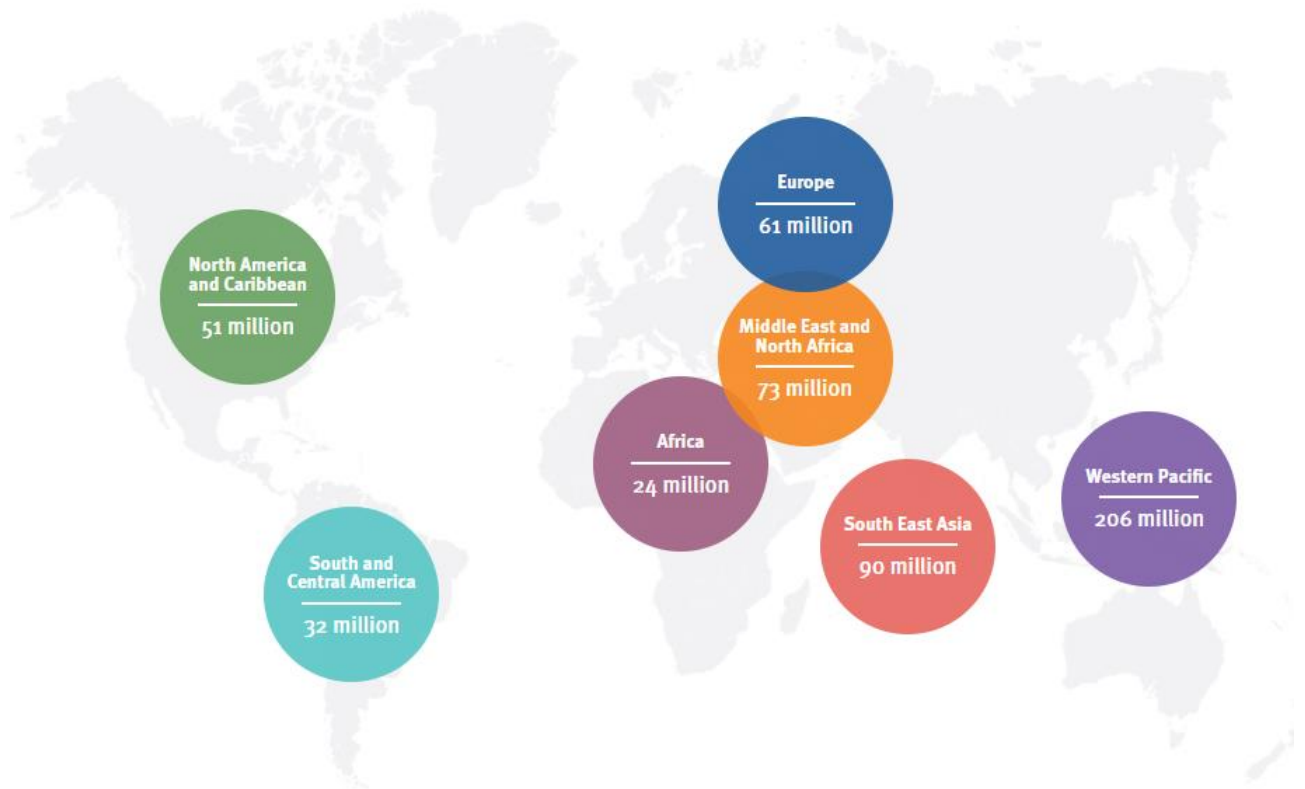 Europe
61 million
North America
and Caribbean
51 million
Middle East and
North Africa
73 million
Africa
24 million
Western Pacific
206 million
South East Asia
90 million
South and
Central America
32 million